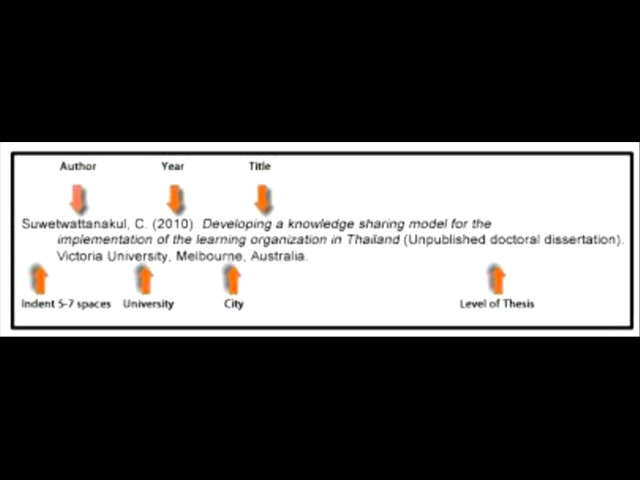 Author Year Title
Suwetwattanakul, C. (2010). Developing a knowledge sharing model for the
implementation of the learning organization in Thailand (Unpublished doctoral dissertation).
Victoria University, Melbourne, Australia.
Indent 5-7 spaces University City Level of Thesis